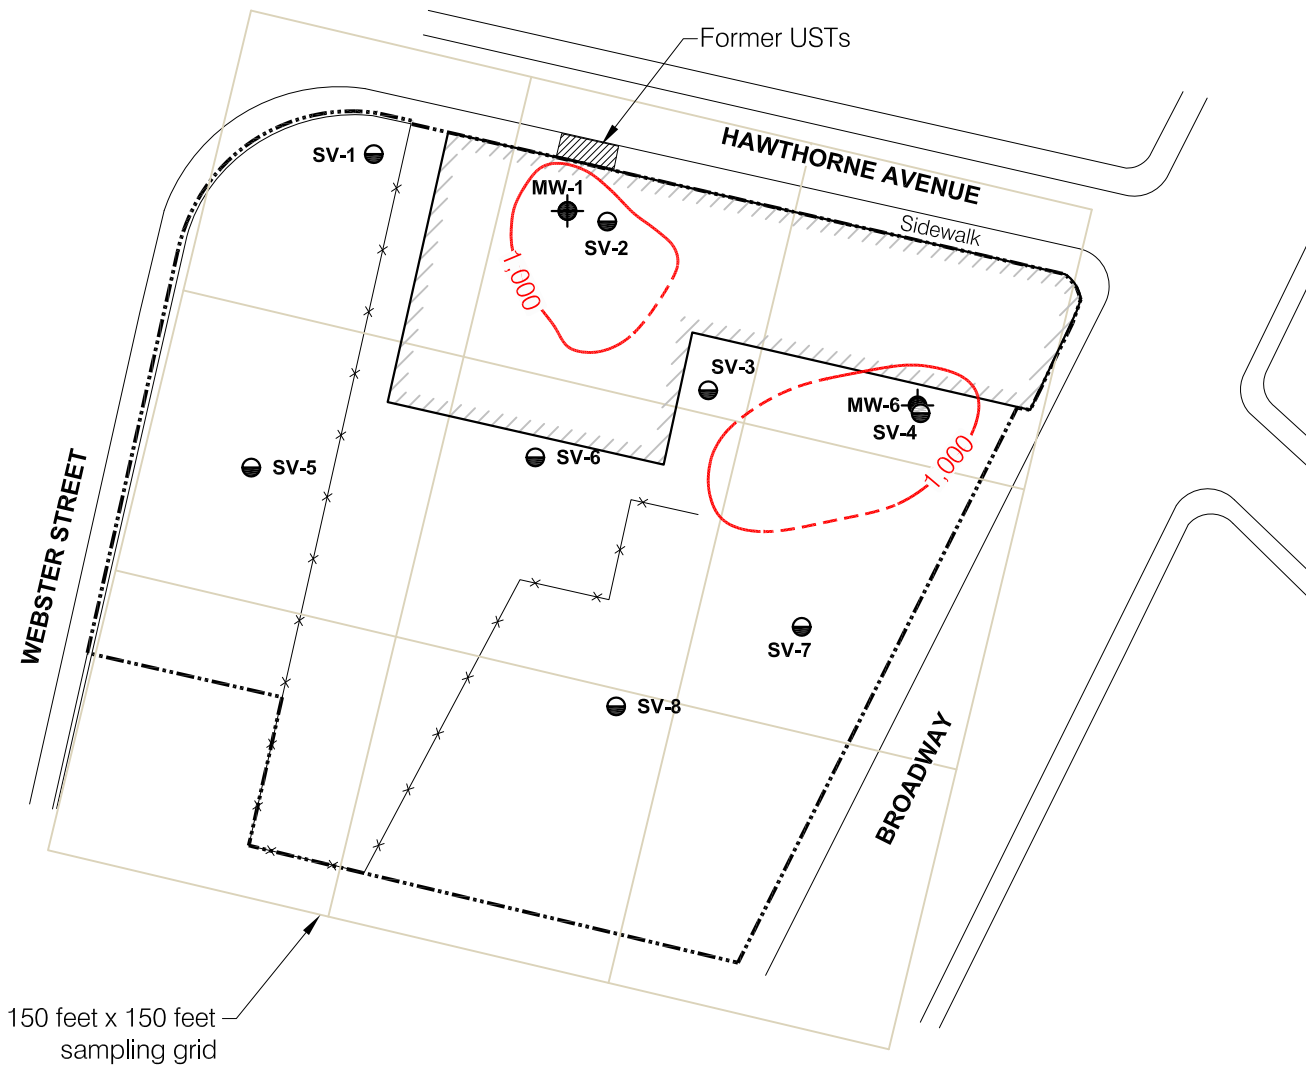 Former USTs
HAWTHORNE AVENUE
SV-1
MW-1
Sidewalk
SV-2
1,000
SV-3
MW-6
SV-4
1,000
SV-6
SV-5
WEBSTER STREET
SV-7
SV-8
BROADWAY
150 feet x 150 feet
sampling grid